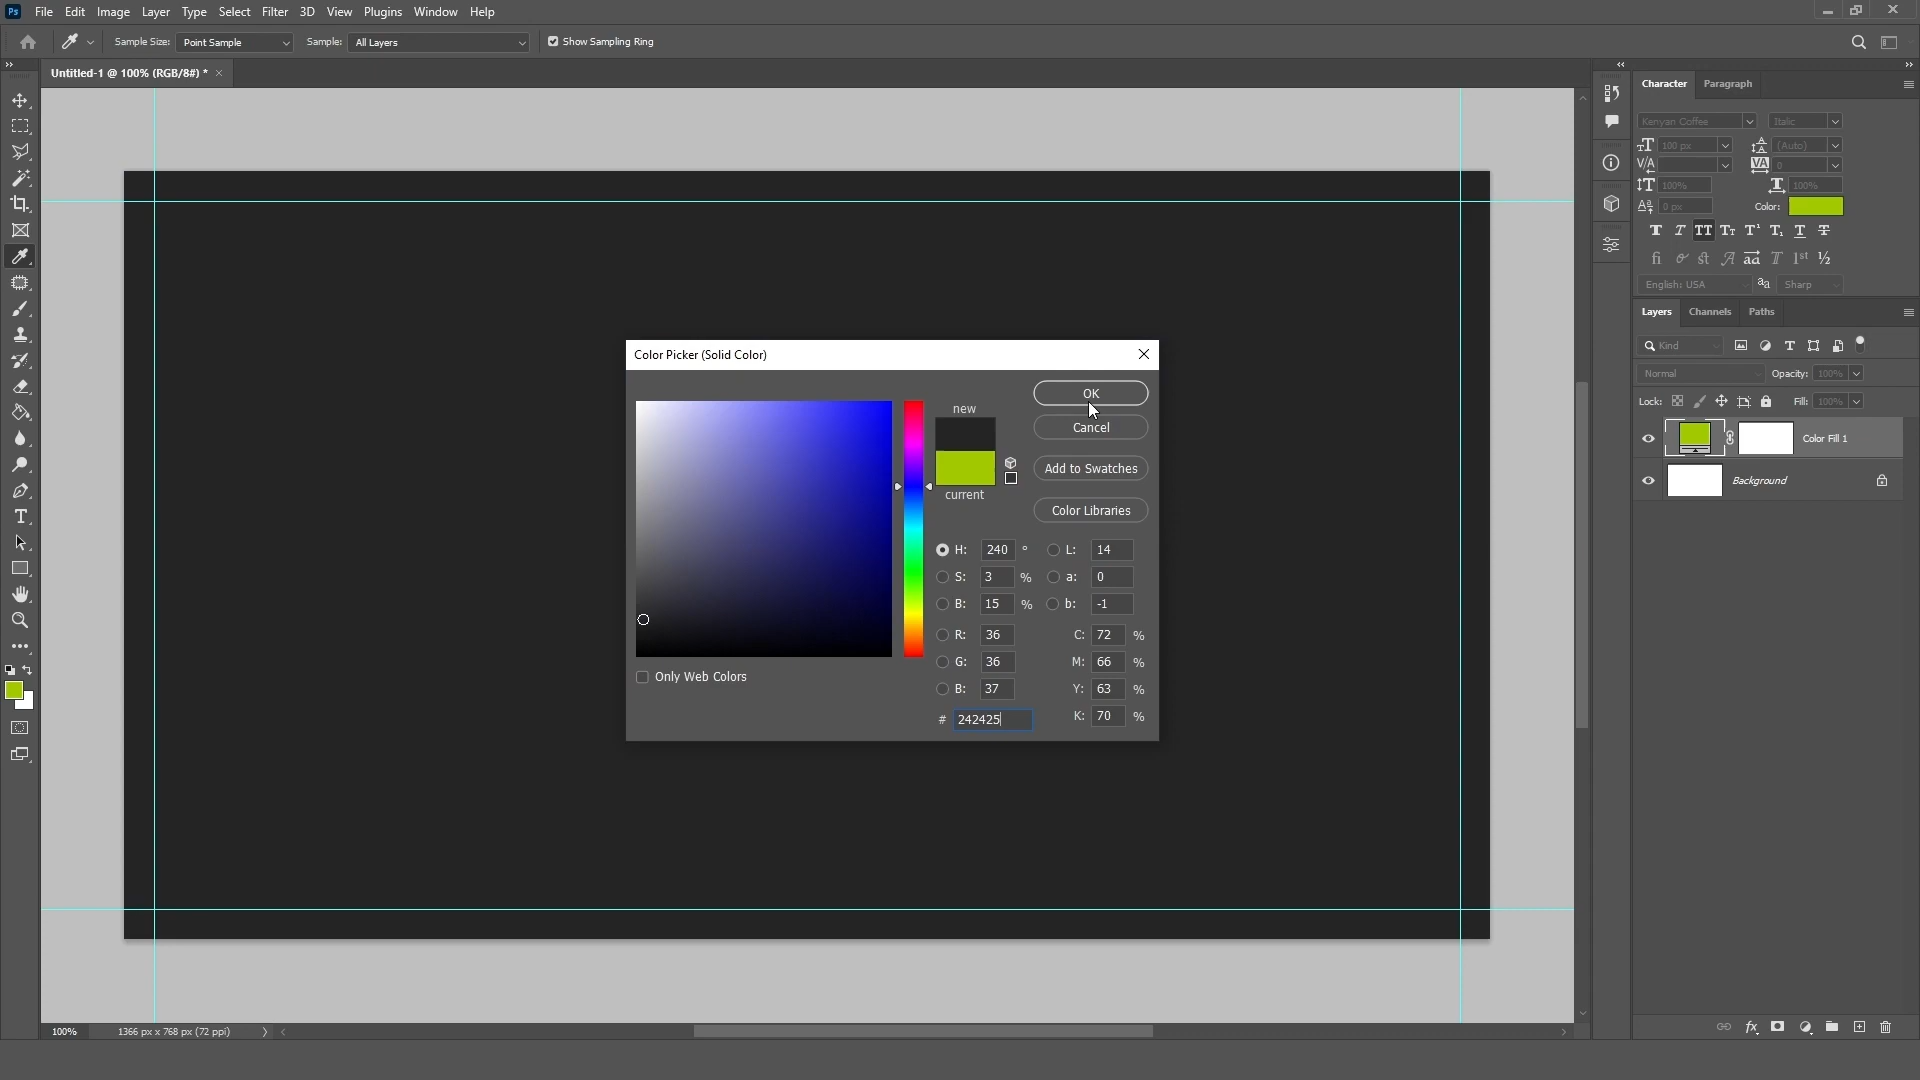 Ps File Edit Image Layer Type Select Filter 3D View Plugins Window Help
Sample Size: Point Sample Sample: All Layers Show Sampling Ring
Untitled-1 @ 100% (RGB/8#) *
Character Paragraph
Kenyan Coffee Italic
100 px (Auto)
0
100% 100%
0 px Color:
English: USA Sharp
Layers Channels Paths
Kind
Normal Opacity: 100%
Lock: Fill: 100%
Color Fill 1
Background
Color Picker (Solid Color)
new
current
OK
Cancel
Add to Swatches
Color Libraries
H: 240 ° L: 14
S: 3 % a: 0
B: 15 % b: -1
R: 36 C: 72 %
G: 36 M: 66 %
B: 37 Y: 63 %
# 242425 K: 70 %
Only Web Colors
100% 1366 px x 768 px (72 ppi)